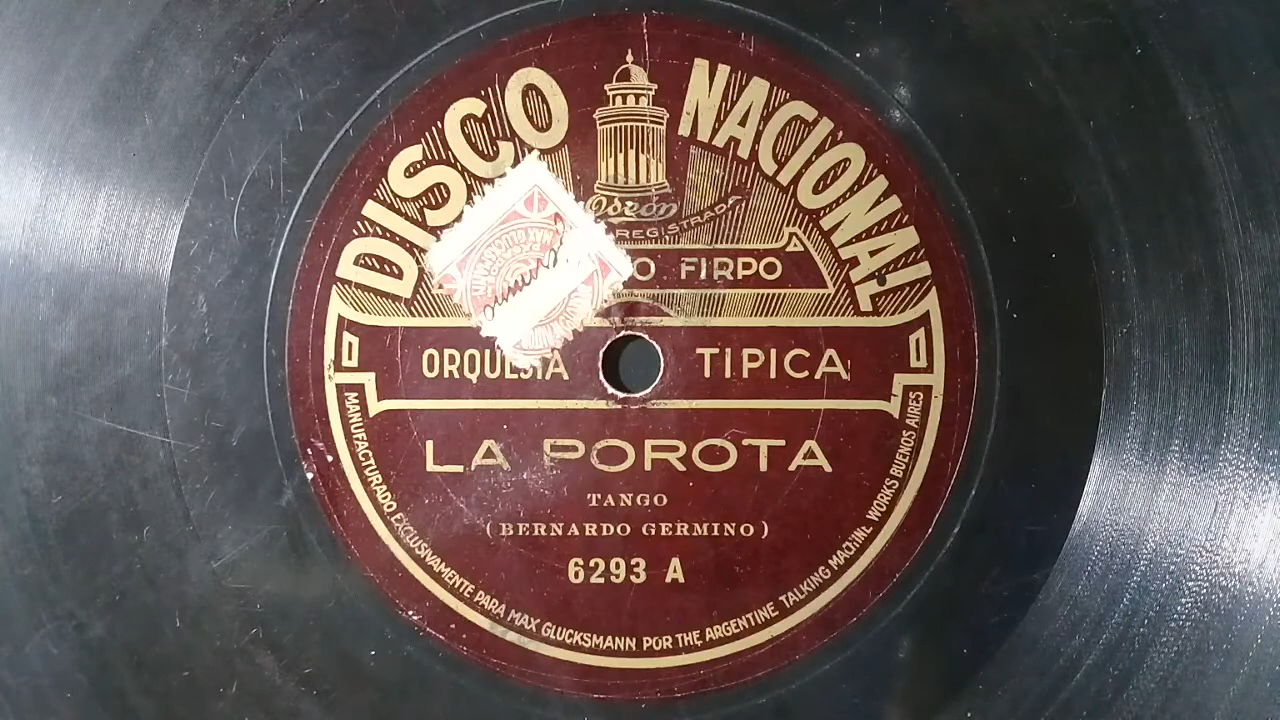 DISCO NACIONAL
Odeon
REGISTRADA
O FIRPO
ORQUESTA TIPICA
LA POROTA
TANGO
(BERNARDO GERMINO)
6293 A
MANUFACTURADO EXCLUSIVAMENTE PARA MAX GLUCKSMANN POR THE ARGENTINE TALKING MACHINE WORKS BUENOS AIRES